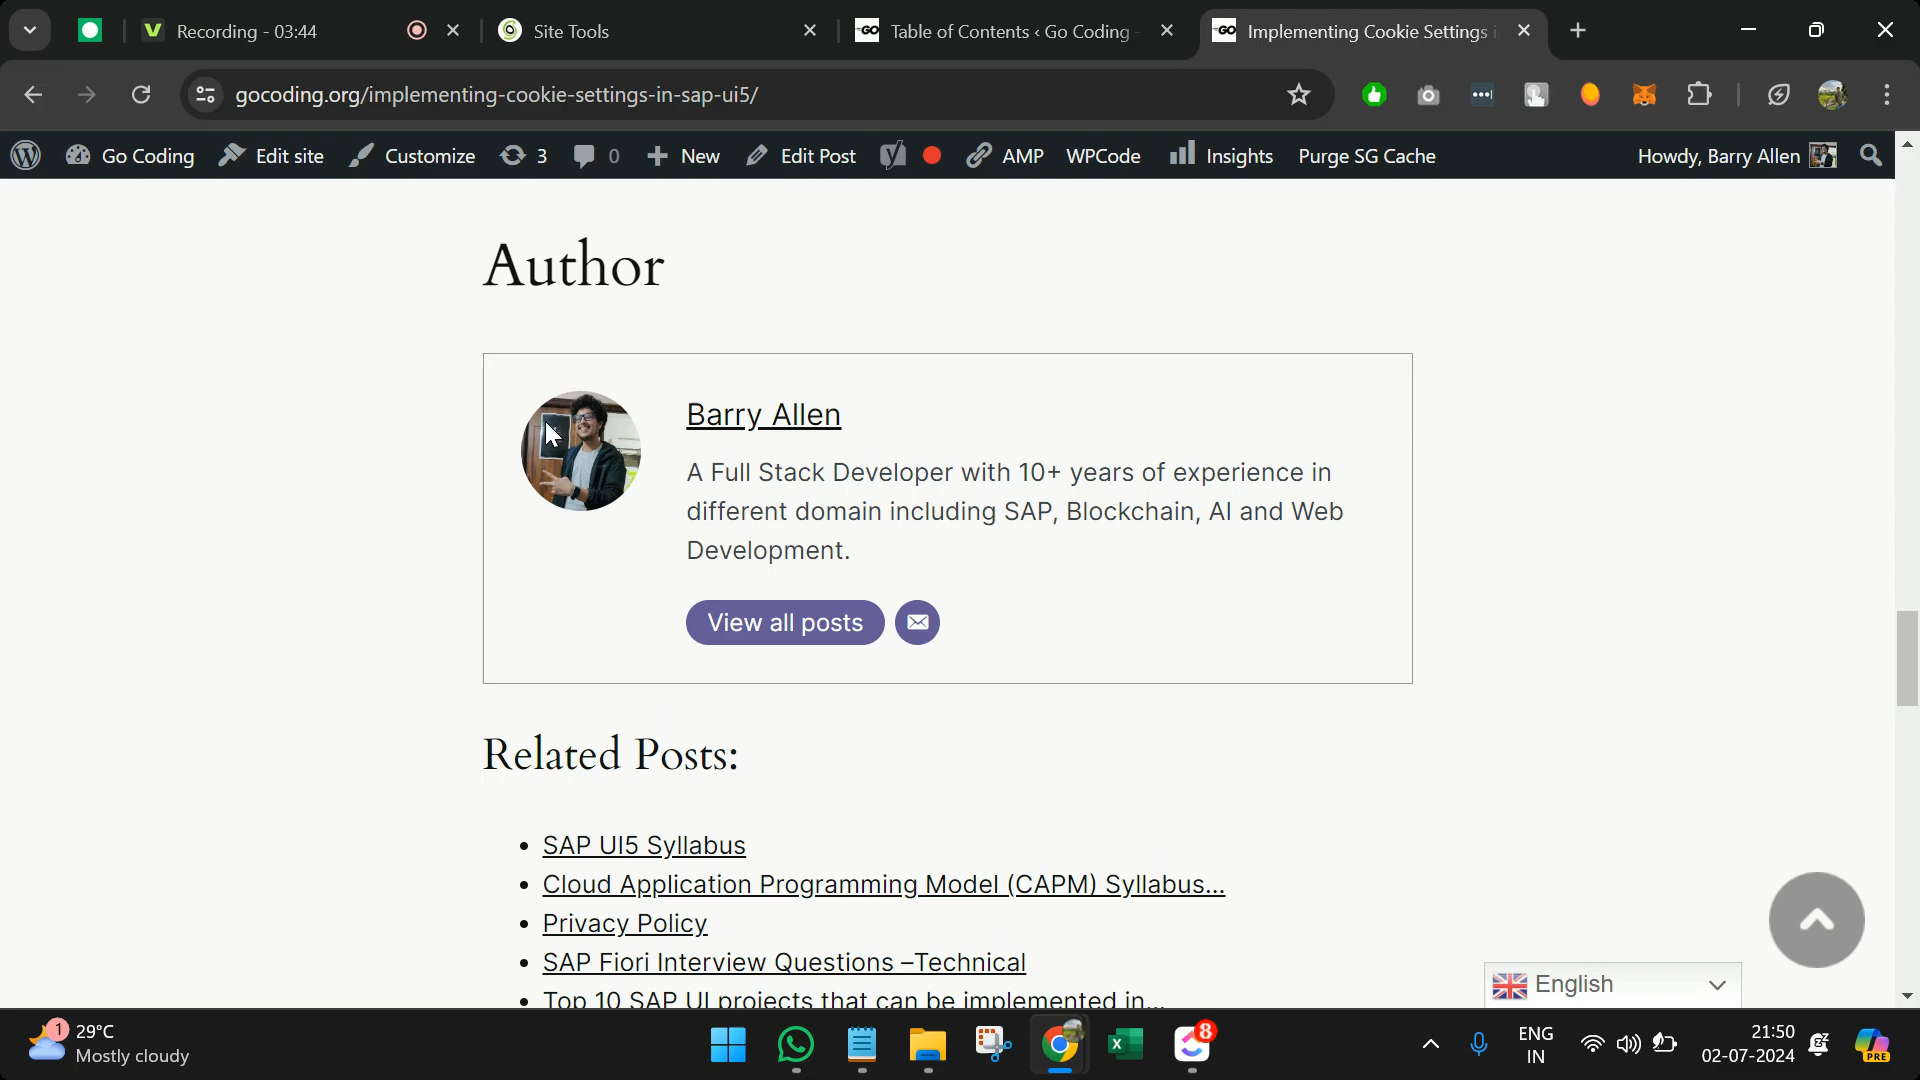 Recording - 03:44
Site Tools
Table of Contents ‹ Go Coding -
Implementing Cookie Settings i
gocoding.org/implementing-cookie-settings-in-sap-ui5/
Go Coding
Edit site
Customize
3
0
New
Edit Post
AMP
WPCode
Insights
Purge SG Cache
Howdy, Barry Allen
Author
Barry Allen
A Full Stack Developer with 10+ years of experience in
different domain including SAP, Blockchain, AI and Web
Development.
View all posts
Related Posts:
• SAP UI5 Syllabus
• Cloud Application Programming Model (CAPM) Syllabus...
• Privacy Policy
• SAP Fiori Interview Questions –Technical
• Top 10 SAP UI projects that can be implemented in...
English
1
29°C
Mostly cloudy
8
ENG
IN
21:50
02-07-2024
PRE